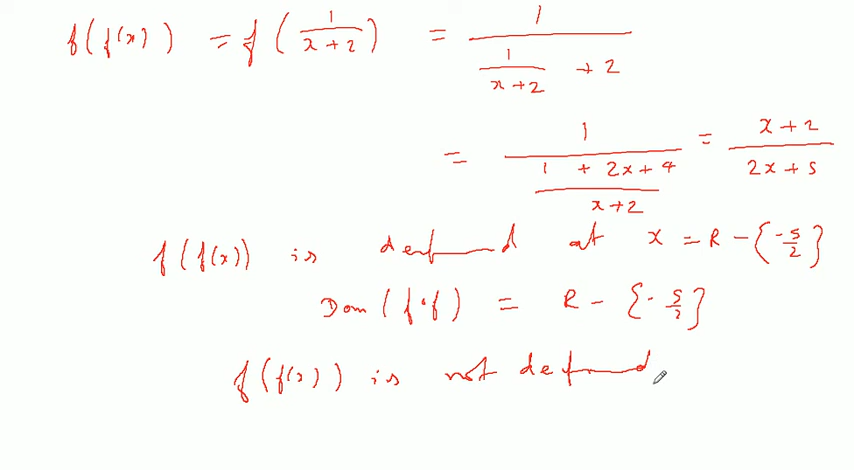 f(f(x)) = f(1/(x+2)) = 1/(1/(x+2) + 2)
= 1/((1 + 2x + 4)/(x+2)) = (x+2)/(2x+5)
f(f(x)) is defined at x = R - {-5/2}
Dom (f∘f) = R - {-5/2}
f(f(x)) is not defined